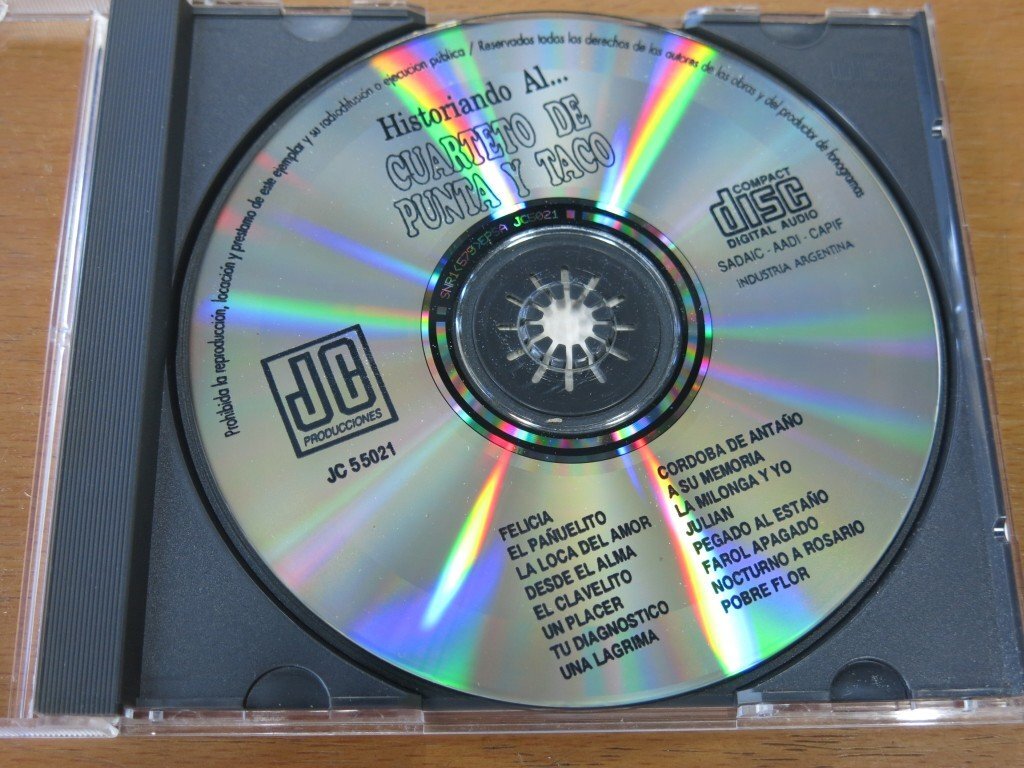 Prohibida la reproducción, locación y prestamo de este ejemplar y su radiodifusión o ejecucion pública / Reservados todos los derechos de los autores de las obras y del productor de fonogramas
Historiando Al...
CUARTETO DE
PUNTA Y TACO
COMPACT
disc
DIGITAL AUDIO
SADAIC - AADI - CAPIF
INDUSTRIA ARGENTINA
JC5021
JC
PRODUCCIONES
JC 55021
FELICIA
EL PAÑUELITO
LA LOCA DEL AMOR
DESDE EL ALMA
EL CLAVELITO
UN PLACER
TU DIAGNOSTICO
UNA LAGRIMA
CORDOBA DE ANTAÑO
A SU MEMORIA
LA MILONGA Y YO
JULIAN
PEGADO AL ESTAÑO
FAROL APAGADO
NOCTURNO A ROSARIO
POBRE FLOR